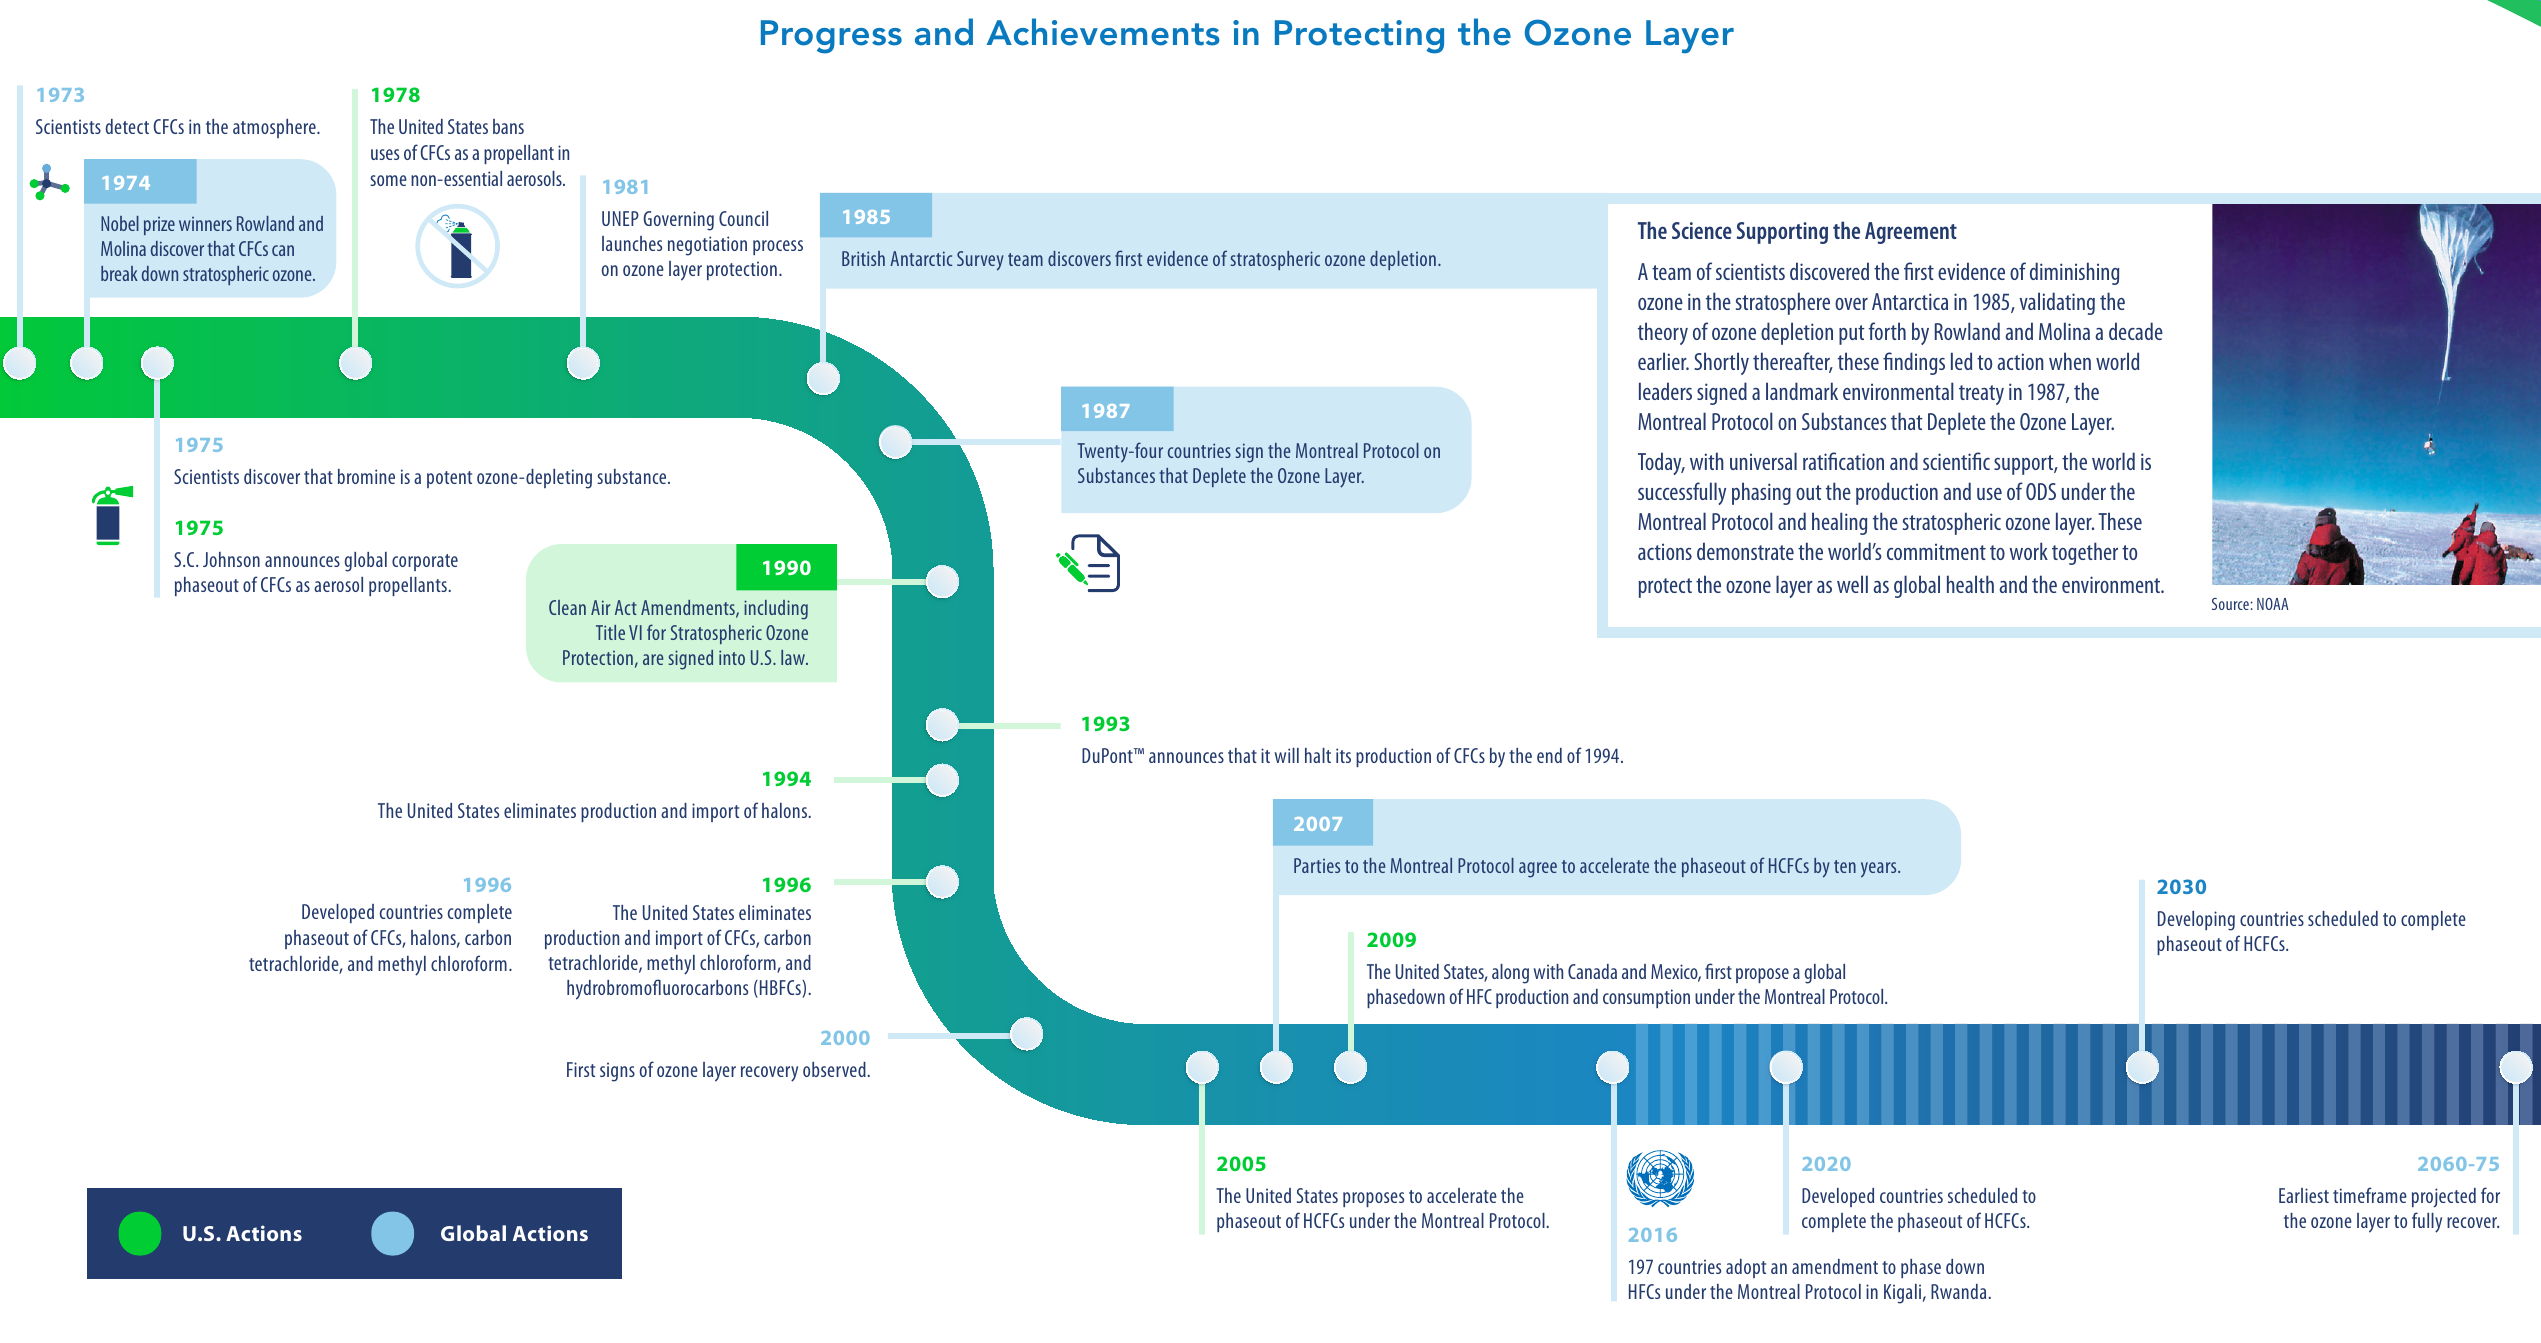 Progress and Achievements in Protecting the Ozone Layer
1973
Scientists detect CFCs in the atmosphere.
1974
Nobel prize winners Rowland and
Molina discover that CFCs can
break down stratospheric ozone.
1975
Scientists discover that bromine is a potent ozone-depleting substance.
1975
S.C. Johnson announces global corporate
phaseout of CFCs as aerosol propellants.
1978
The United States bans
uses of CFCs as a propellant in
some non-essential aerosols.
1981
UNEP Governing Council
launches negotiation process
on ozone layer protection.
1985
British Antarctic Survey team discovers first evidence of stratospheric ozone depletion.
The Science Supporting the Agreement
A team of scientists discovered the first evidence of diminishing
ozone in the stratosphere over Antarctica in 1985, validating the
theory of ozone depletion put forth by Rowland and Molina a decade
earlier. Shortly thereafter, these findings led to action when world
leaders signed a landmark environmental treaty in 1987, the
Montreal Protocol on Substances that Deplete the Ozone Layer.
Today, with universal ratification and scientific support, the world is
successfully phasing out the production and use of ODS under the
Montreal Protocol and healing the stratospheric ozone layer. These
actions demonstrate the world's commitment to work together to
protect the ozone layer as well as global health and the environment.
Source: NOAA
1987
Twenty-four countries sign the Montreal Protocol on
Substances that Deplete the Ozone Layer.
1990
Clean Air Act Amendments, including
Title VI for Stratospheric Ozone
Protection, are signed into U.S. law.
1993
DuPont™ announces that it will halt its production of CFCs by the end of 1994.
1994
The United States eliminates production and import of halons.
1996
Developed countries complete
phaseout of CFCs, halons, carbon
tetrachloride, and methyl chloroform.
1996
The United States eliminates
production and import of CFCs, carbon
tetrachloride, methyl chloroform, and
hydrobromofluorocarbons (HBFCs).
2000
First signs of ozone layer recovery observed.
2005
The United States proposes to accelerate the
phaseout of HCFCs under the Montreal Protocol.
2007
Parties to the Montreal Protocol agree to accelerate the phaseout of HCFCs by ten years.
2009
The United States, along with Canada and Mexico, first propose a global
phasedown of HFC production and consumption under the Montreal Protocol.
2016
197 countries adopt an amendment to phase down
HFCs under the Montreal Protocol in Kigali, Rwanda.
2020
Developed countries scheduled to
complete the phaseout of HCFCs.
2030
Developing countries scheduled to complete
phaseout of HCFCs.
2060-75
Earliest timeframe projected for
the ozone layer to fully recover.
U.S. Actions
Global Actions